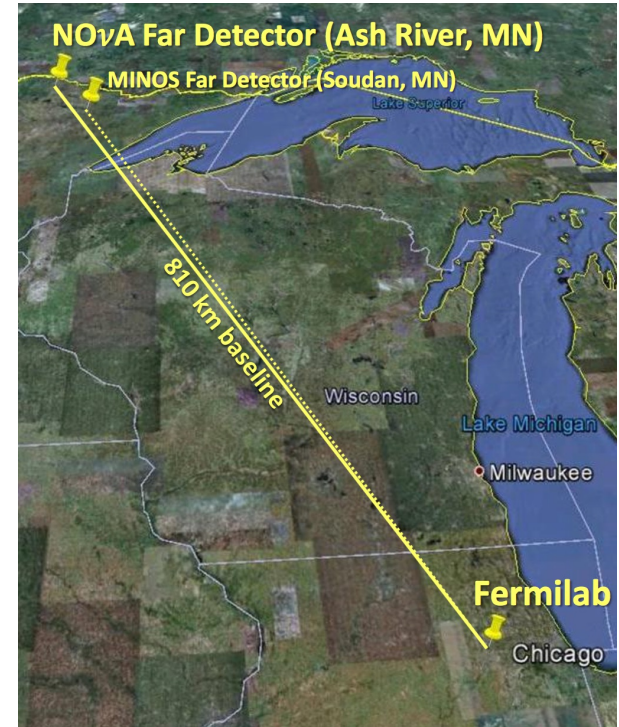 NOνA Far Detector (Ash River, MN)
MINOS Far Detector (Soudan, MN)
Lake Superior
810 km baseline
Wisconsin
Lake Michigan
Milwaukee
Fermilab
Chicago